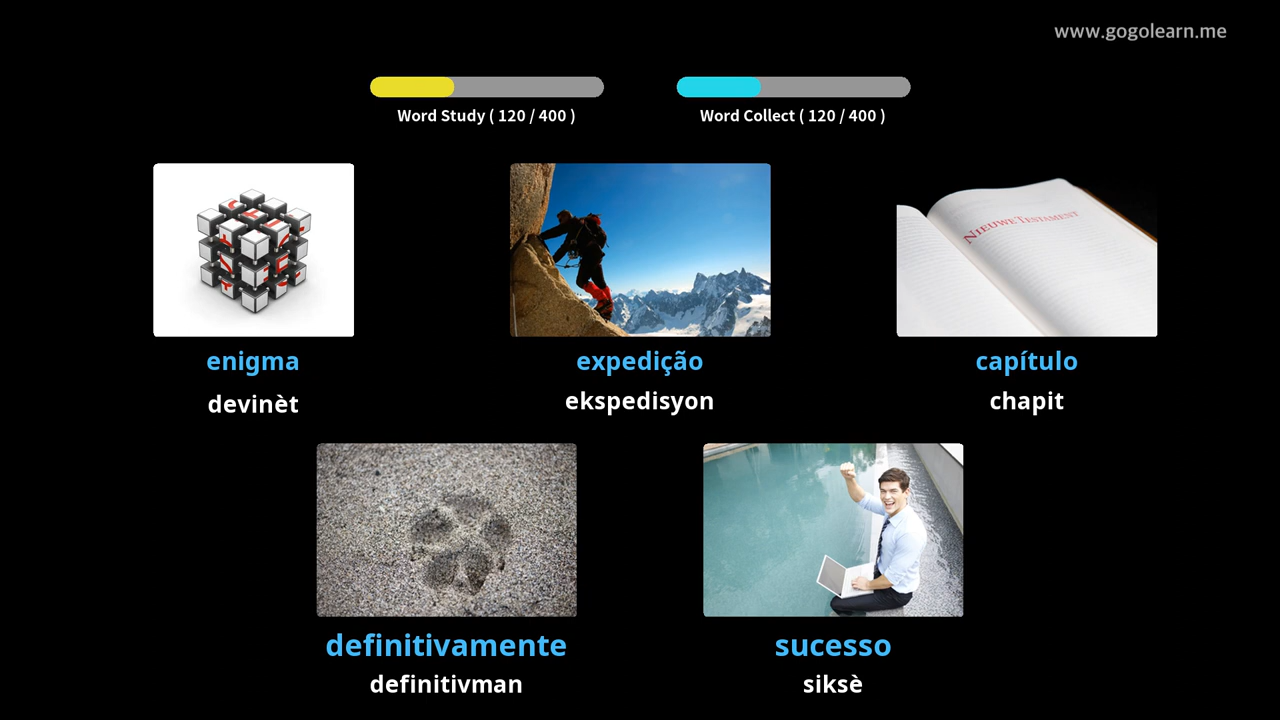 www.gogolearn.me
Word Study ( 120 / 400 )
Word Collect ( 120 / 400 )
NIEUWE TESTAMENT
enigma
devinèt
expedição
ekspedisyon
capítulo
chapit
definitivamente
definitivman
sucesso
siksè